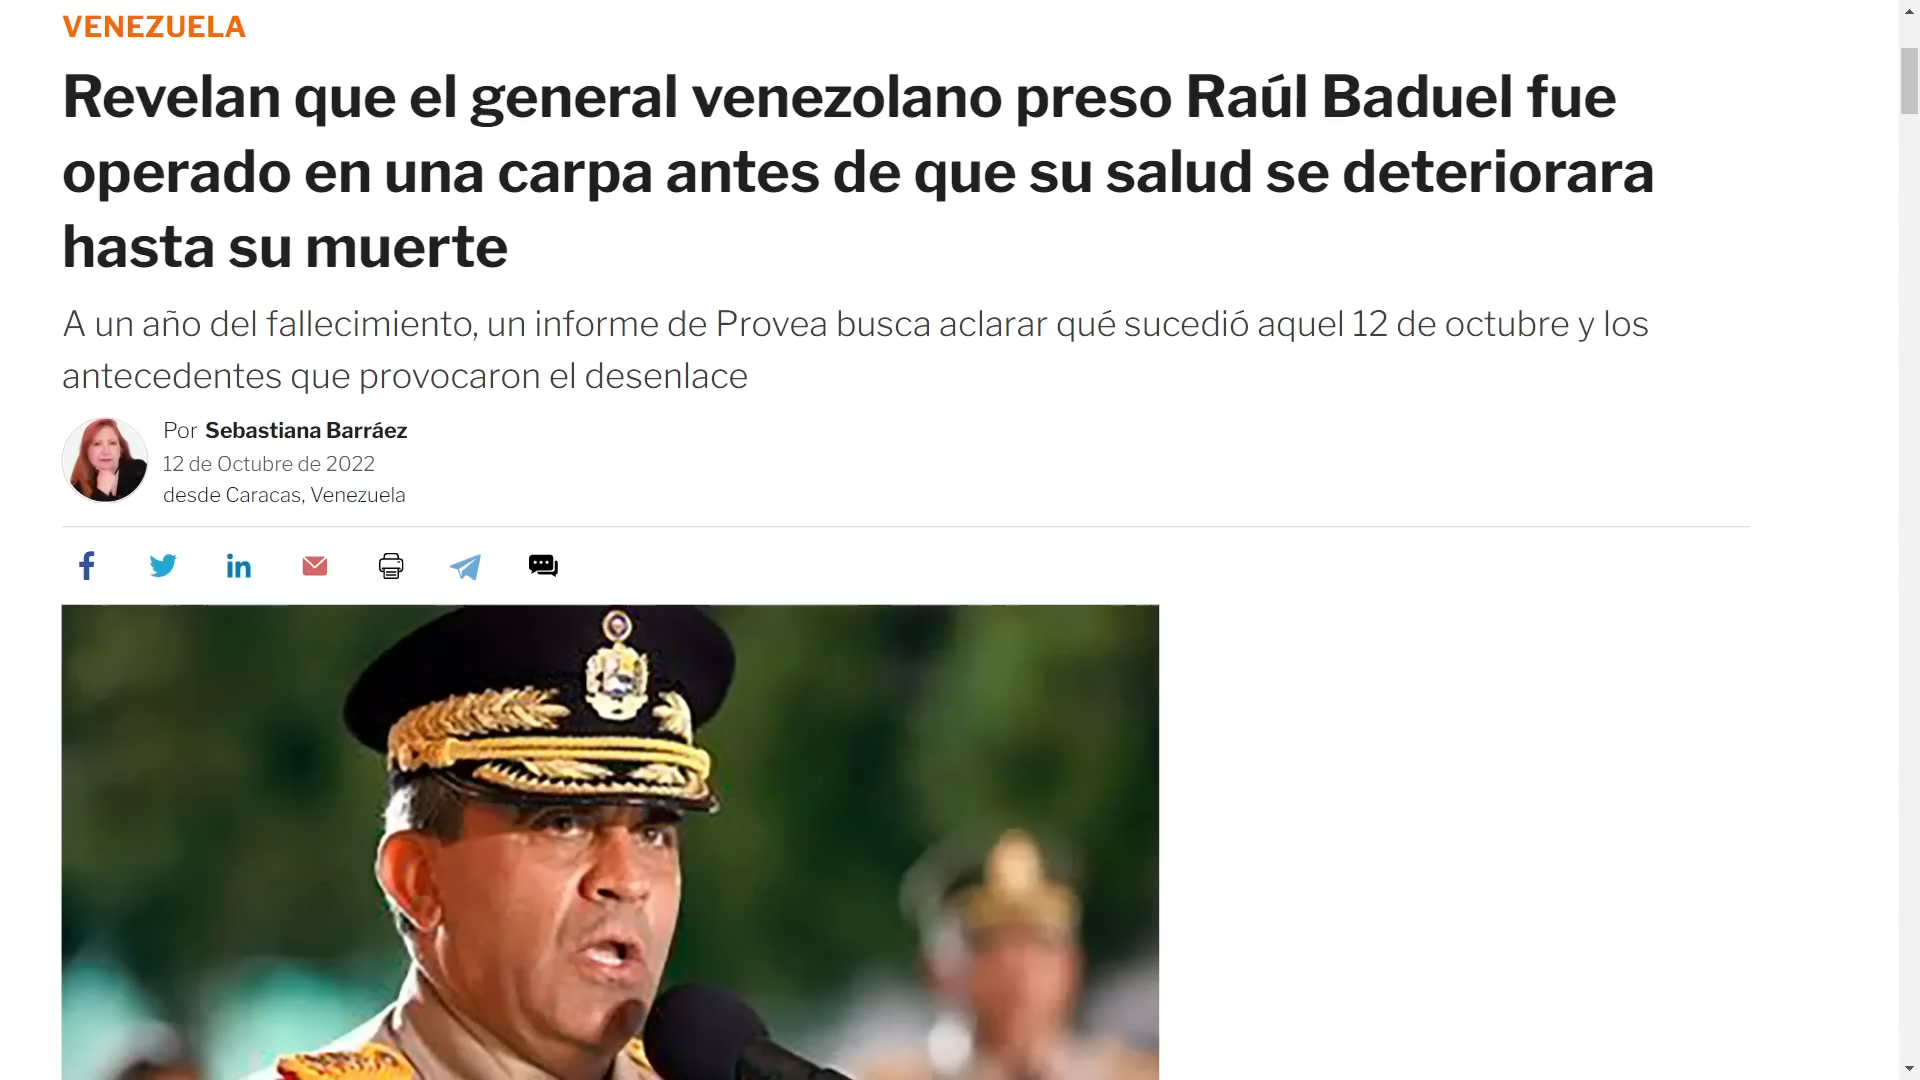 VENEZUELA
Revelan que el general venezolano preso Raúl Baduel fue
operado en una carpa antes de que su salud se deteriorara
hasta su muerte
A un año del fallecimiento, un informe de Provea busca aclarar qué sucedió aquel 12 de octubre y los
antecedentes que provocaron el desenlace
Por Sebastiana Barráez
12 de Octubre de 2022
desde Caracas, Venezuela